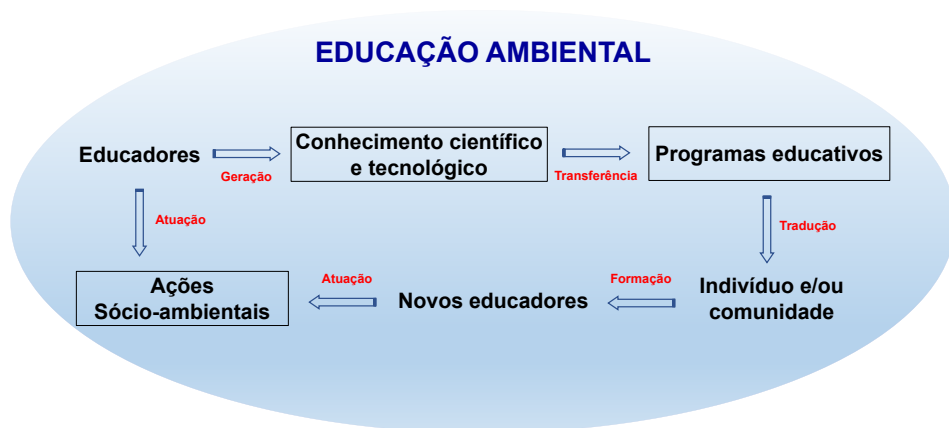 EDUCAÇÃO AMBIENTAL
Educadores
Geração
Conhecimento científico
e tecnológico
Transferência
Programas educativos
Atuação
Tradução
Ações
Sócio-ambientais
Atuação
Novos educadores
Formação
Indivíduo e/ou
comunidade